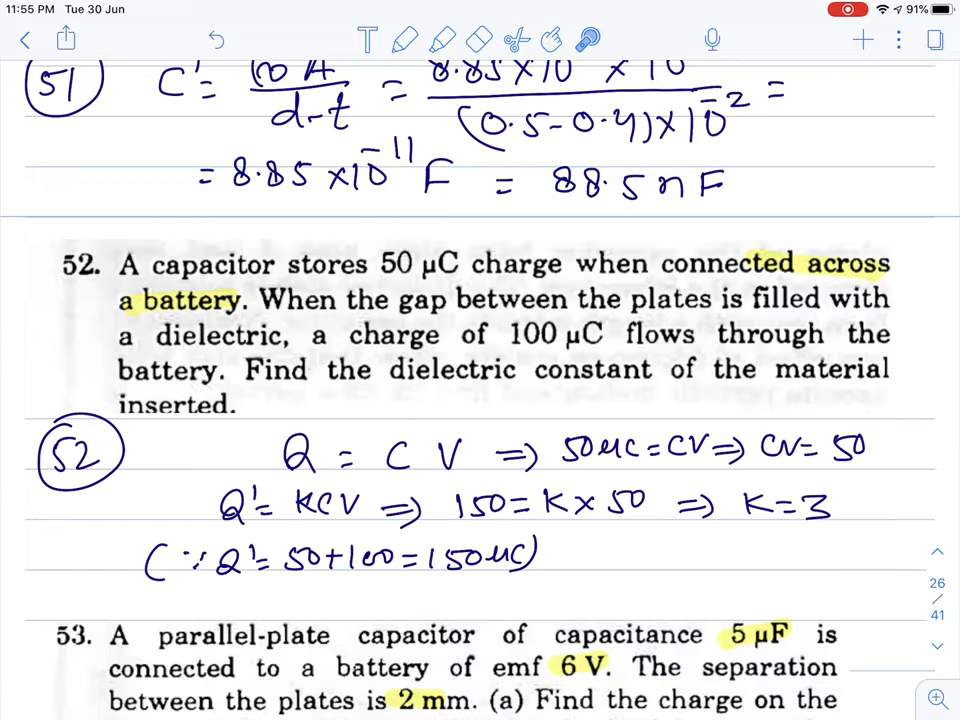 11:55 PM Tue 30 Jun
91%
T
51 C' = ϵ0 A / d-t = 8.85 × 10 × 10 / (0.5 - 0.4) × 10⁻² =
= 8.85 × 10⁻¹¹ F = 88.5 n F
52. A capacitor stores 50 μC charge when connected across
a battery. When the gap between the plates is filled with
a dielectric, a charge of 100 μC flows through the
battery. Find the dielectric constant of the material
inserted.
52 Q = C V ⇒ 50μC = CV ⇒ CV = 50
Q' = KCV ⇒ 150 = K × 50 ⇒ K = 3
(∵ Q' = 50 + 100 = 150 μC)
26
/
41
53. A parallel-plate capacitor of capacitance 5 μF is
connected to a battery of emf 6 V. The separation
between the plates is 2 mm. (a) Find the charge on the